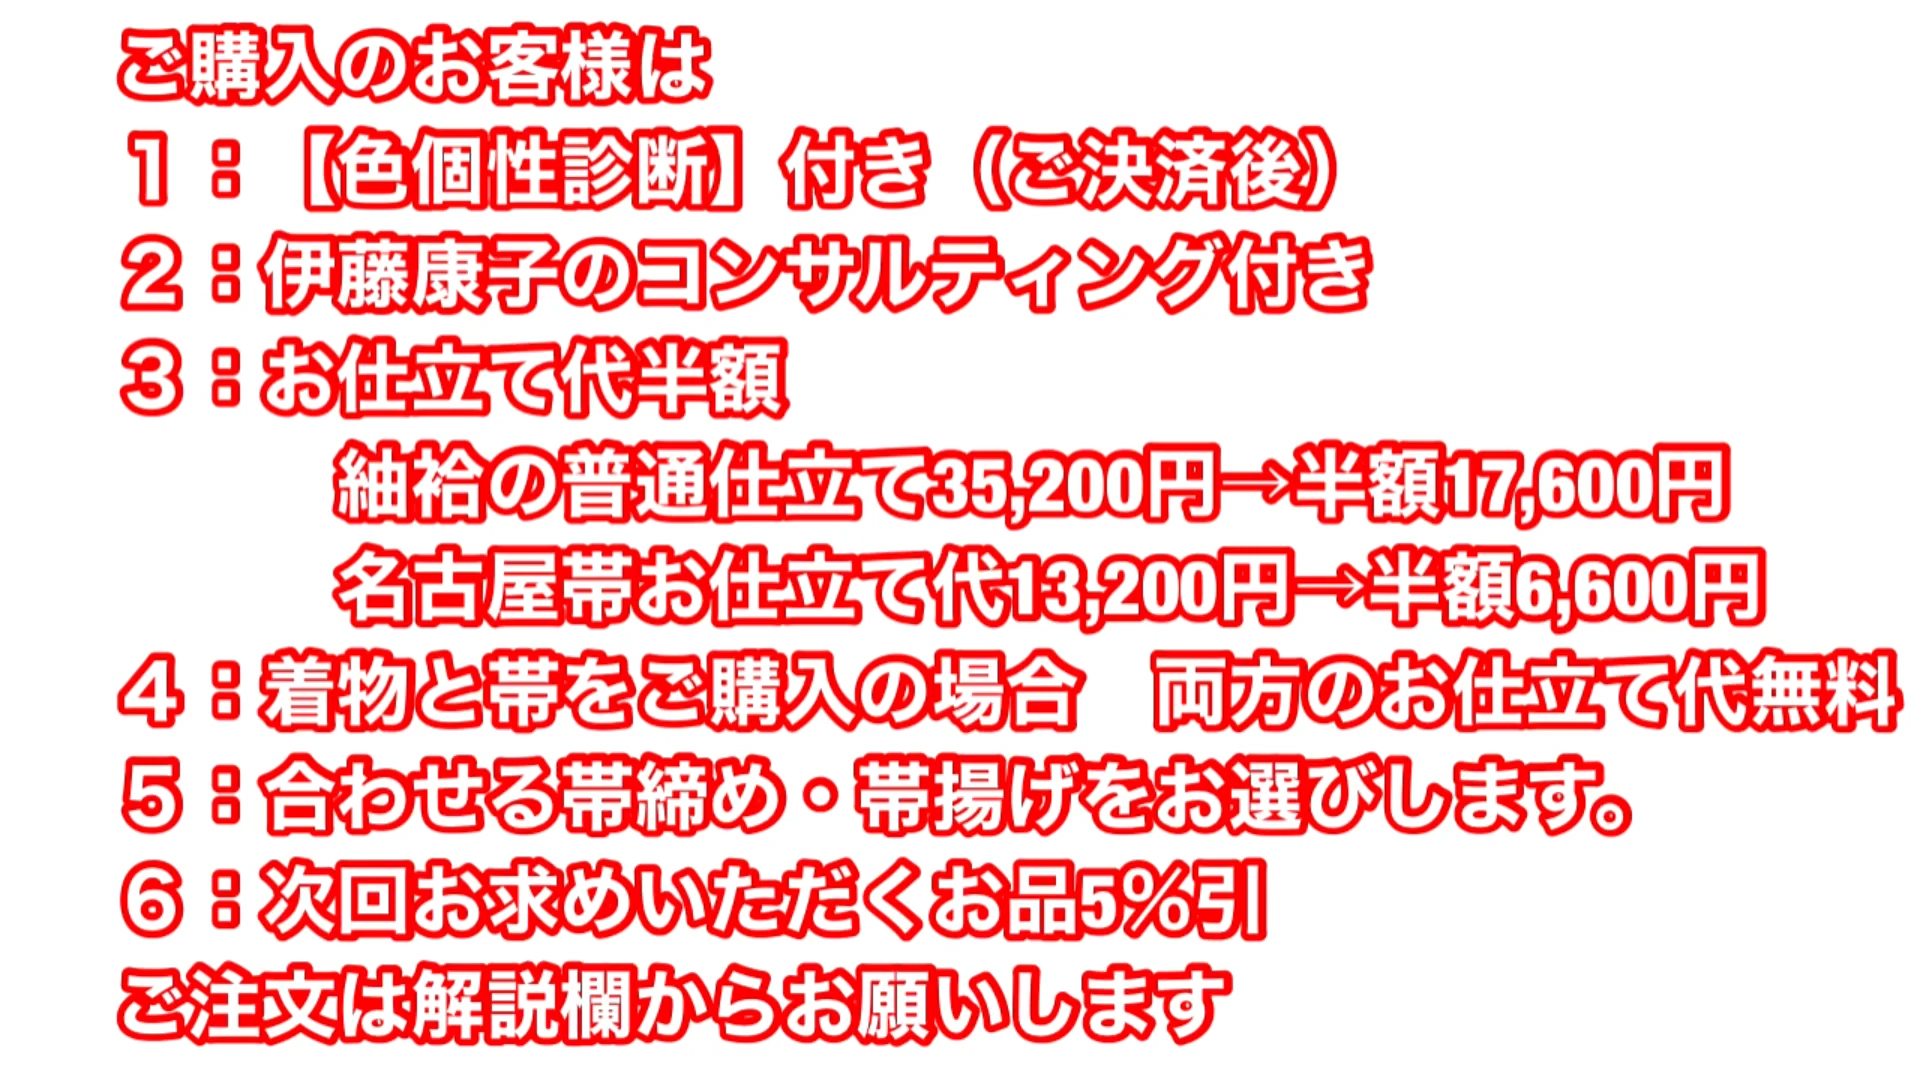 ご購入のお客様は
１：【色個性診断】付き（ご決済後）
２：伊藤康子のコンサルティング付き
３：お仕立て代半額
紬袷の普通仕立て35,200円→半額17,600円
名古屋帯お仕立て代13,200円→半額6,600円
４：着物と帯をご購入の場合　両方のお仕立て代無料
５：合わせる帯締め・帯揚げをお選びします。
６：次回お求めいただくお品5％引
ご注文は解説欄からお願いします